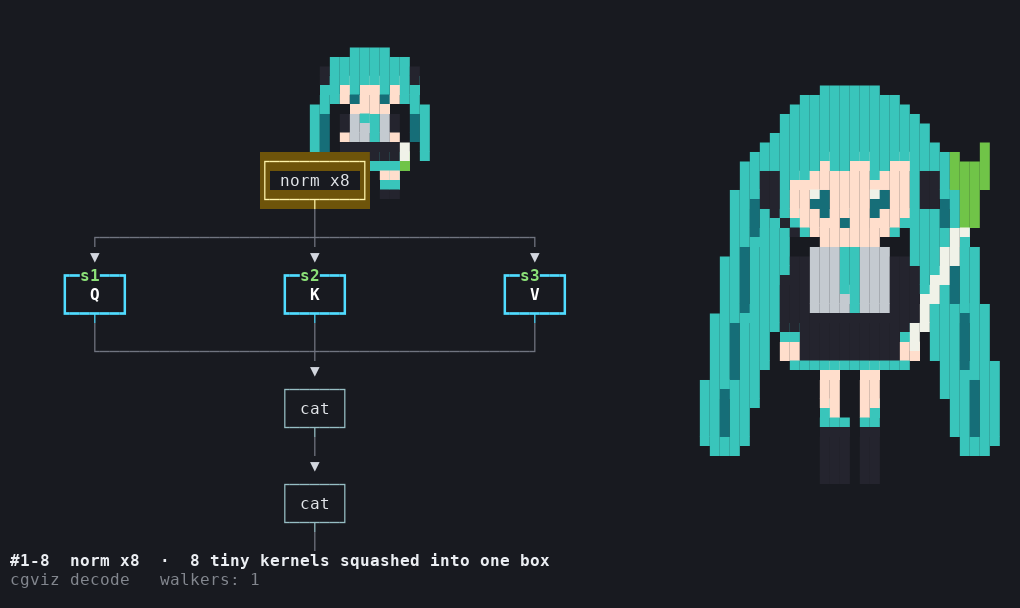 norm x8
s1 s2 s3
Q K V
cat
cat
#1-8  norm x8  ·  8 tiny kernels squashed into one box
cgviz decode   walkers: 1